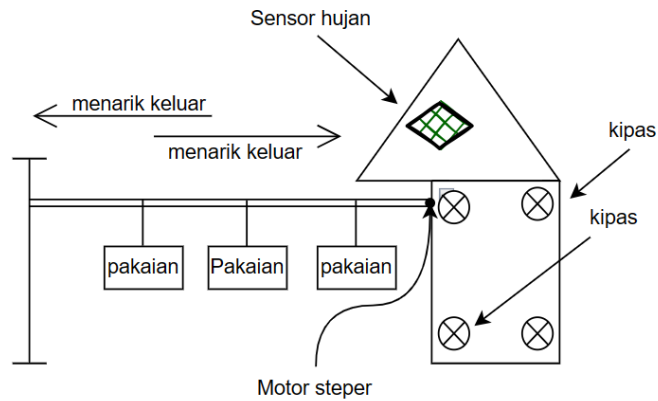 Sensor hujan
menarik keluar
menarik keluar
kipas
kipas
pakaian
Pakaian
pakaian
Motor steper